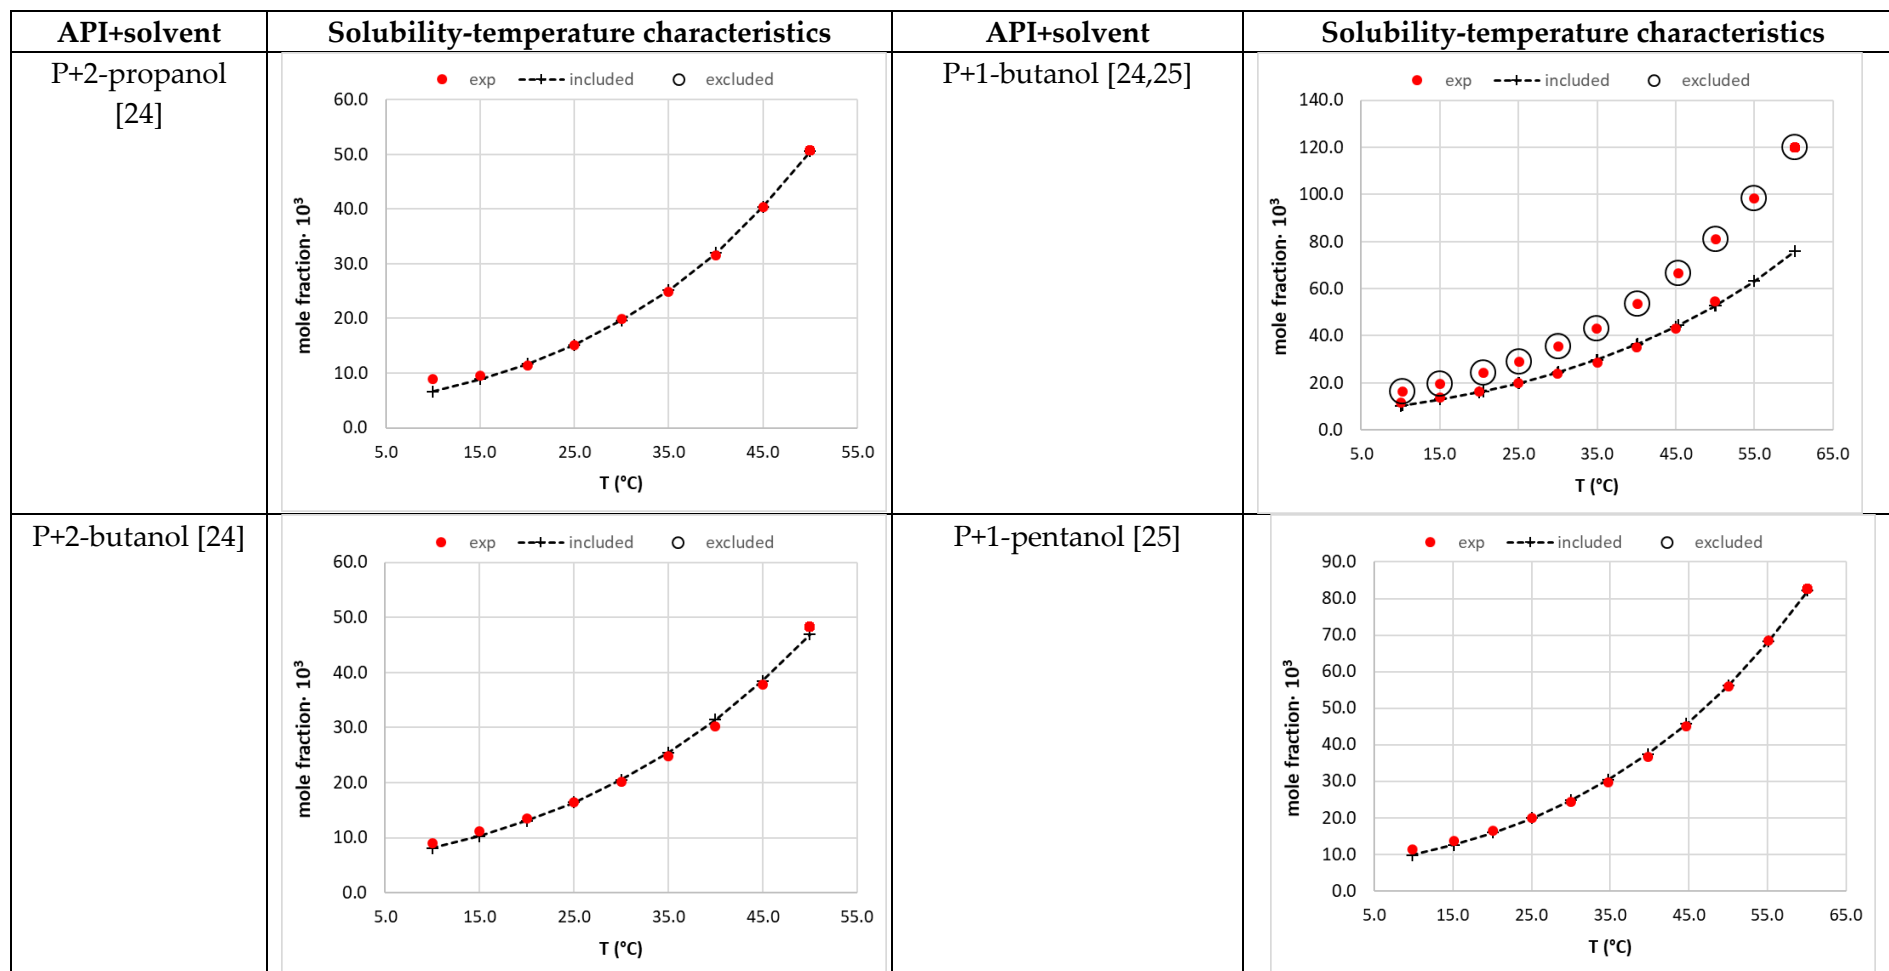 API+solvent
Solubility-temperature characteristics
API+solvent
Solubility-temperature characteristics
P+2-propanol
[24]
exp included excluded
60.0
50.0
40.0
30.0
20.0
10.0
0.0
mole fraction· 10³
5.0 15.0 25.0 35.0 45.0 55.0
T (°C)
P+1-butanol [24,25]
exp included excluded
140.0
120.0
100.0
80.0
60.0
40.0
20.0
0.0
mole fraction· 10³
5.0 15.0 25.0 35.0 45.0 55.0 65.0
T (°C)
P+2-butanol [24]
exp included excluded
60.0
50.0
40.0
30.0
20.0
10.0
0.0
mole fraction· 10³
5.0 15.0 25.0 35.0 45.0 55.0
T (°C)
P+1-pentanol [25]
exp included excluded
90.0
80.0
70.0
60.0
50.0
40.0
30.0
20.0
10.0
0.0
mole fraction· 10³
5.0 15.0 25.0 35.0 45.0 55.0 65.0
T (°C)